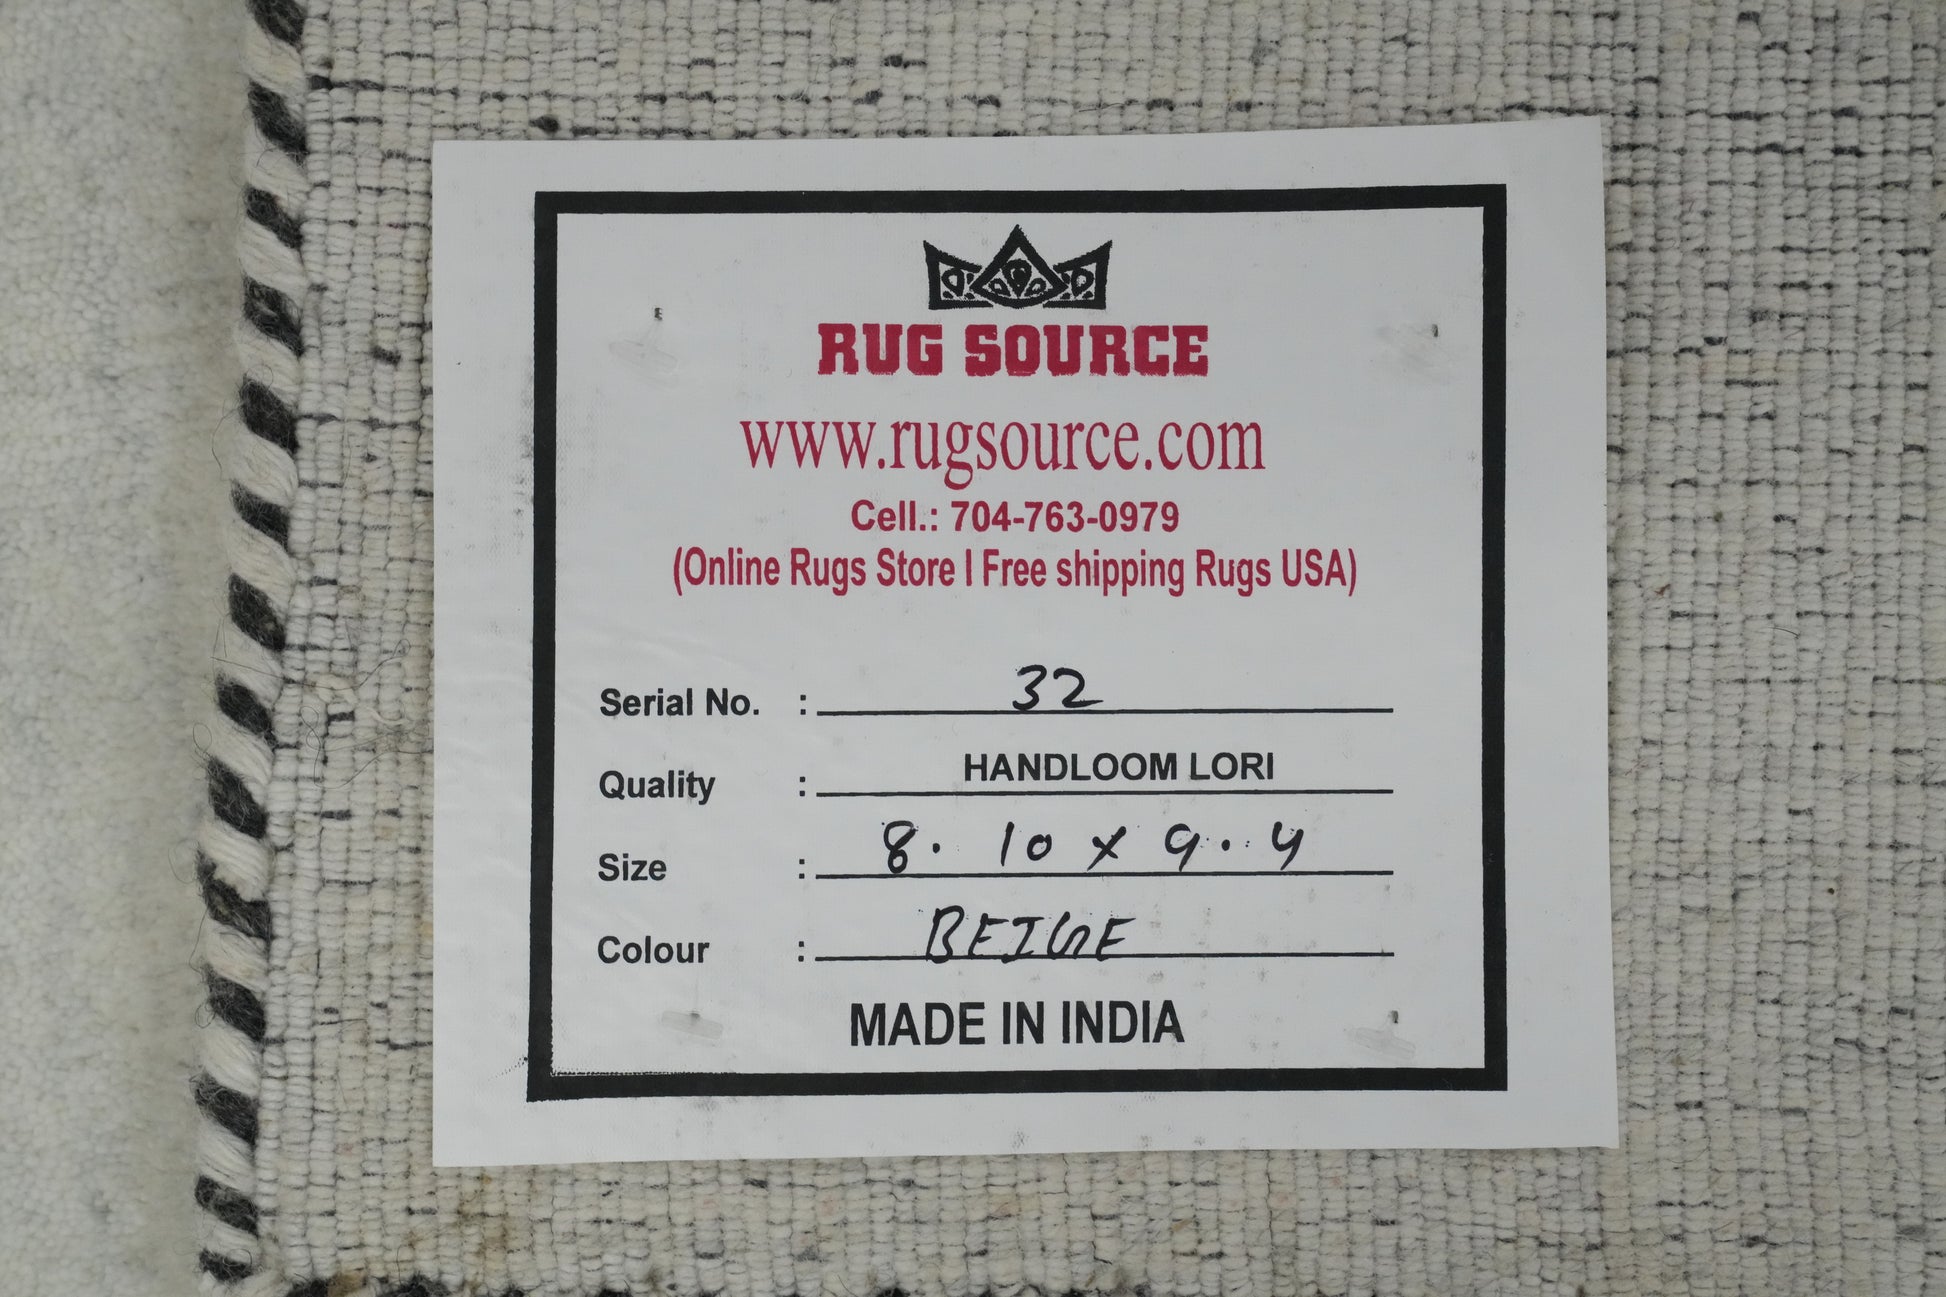 RUG SOURCE
www.rugsource.com
Cell.: 704-763-0979
(Online Rugs Store I Free shipping Rugs USA)
Serial No. : 32
Quality : HANDLOOM LORI
Size : 8.10 x 9.4
Colour : BEIGE
MADE IN INDIA